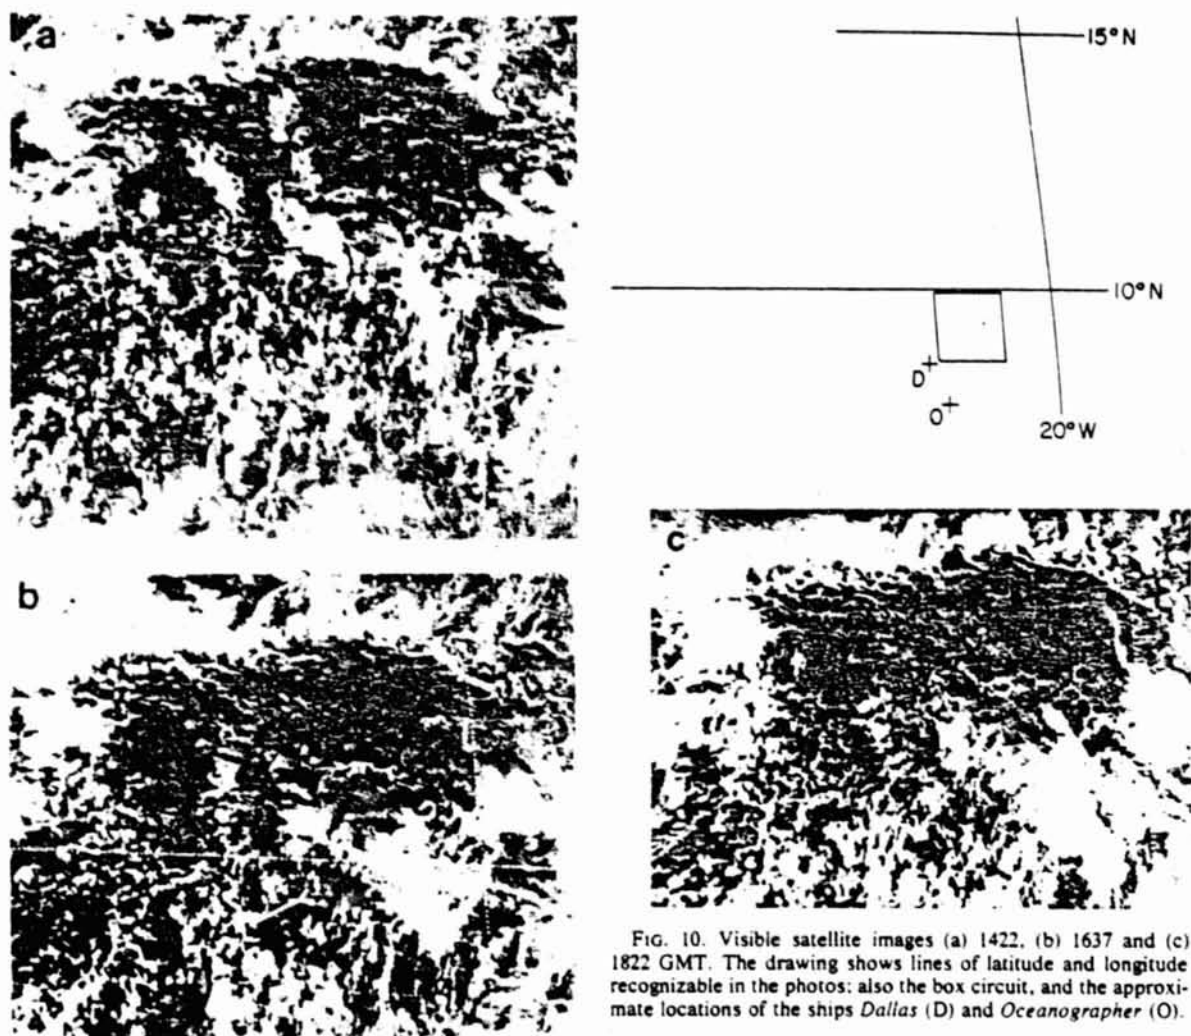 a
15°N
10°N
D
O
20°W
b
c
FIG. 10. Visible satellite images (a) 1422, (b) 1637 and (c)
1822 GMT. The drawing shows lines of latitude and longitude
recognizable in the photos; also the box circuit, and the approxi-
mate locations of the ships Dallas (D) and Oceanographer (O).